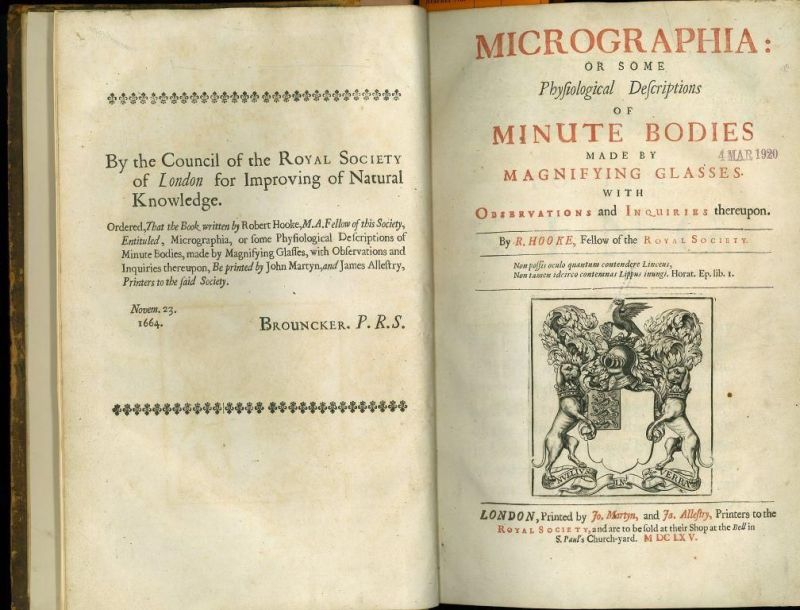 By the Council of the ROYAL SOCIETY
of London for Improving of Natural
Knowledge.
Ordered, That the Book written by Robert Hooke, M.A. Fellow of this Society,
Entituled, Micrographia, or some Phyſiological Deſcriptions of
Minute Bodies, made by Magnifying Glaſſes, with Obſervations and
Inquiries thereupon, Be printed by John Martyn, and James Alleſtry,
Printers to the ſaid Society.
Novem. 23.
1664.
BROUNCKER. P.R.S.
MICROGRAPHIA:
OR SOME
Phyſiological Deſcriptions
OF
MINUTE BODIES
MADE BY
4 MAR 1920
MAGNIFYING GLASSES.
WITH
OBSERVATIONS and INQUIRIES thereupon.
By R. HOOKE, Fellow of the ROYAL SOCIETY.
Non poſſis oculo quantum contendere Linceus,
Non tamen idcirco contemnas Lippus inungi. Horat. Ep. lib. 1.
NULLIUS IN VERBA
LONDON, Printed by Jo. Martyn, and Ja. Alleſtry, Printers to the
ROYAL SOCIETY, and are to be ſold at their Shop at the Bell in
S. Paul's Church-yard. M DC LX V.